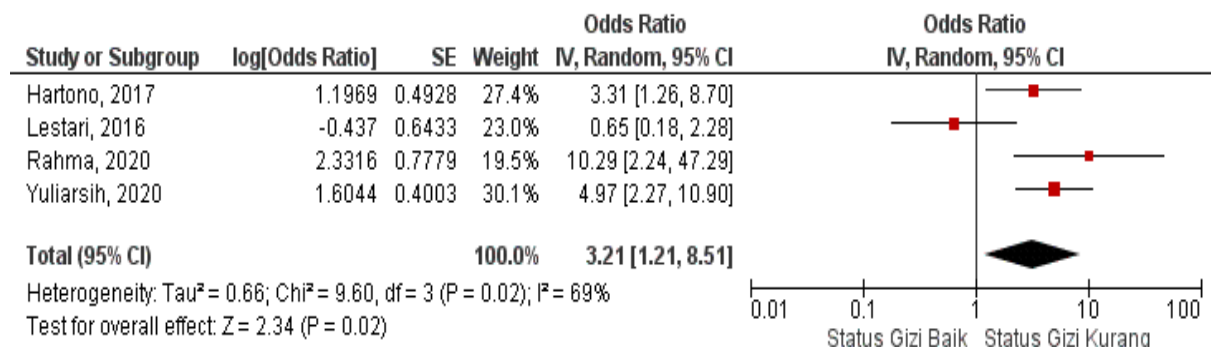 Odds Ratio Odds Ratio
Study or Subgroup log[Odds Ratio] SE Weight IV, Random, 95% CI IV, Random, 95% CI
Hartono, 2017 1.1969 0.4928 27.4% 3.31 [1.26, 8.70]
Lestari, 2016 -0.437 0.6433 23.0% 0.65 [0.18, 2.28]
Rahma, 2020 2.3316 0.7779 19.5% 10.29 [2.24, 47.29]
Yuliarsih, 2020 1.6044 0.4003 30.1% 4.97 [2.27, 10.90]
Total (95% CI) 100.0% 3.21 [1.21, 8.51]
Heterogeneity: Tau² = 0.66; Chi² = 9.60, df = 3 (P = 0.02); I² = 69%
Test for overall effect: Z = 2.34 (P = 0.02)
0.01 0.1 1 10 100
Status Gizi Baik Status Gizi Kurang